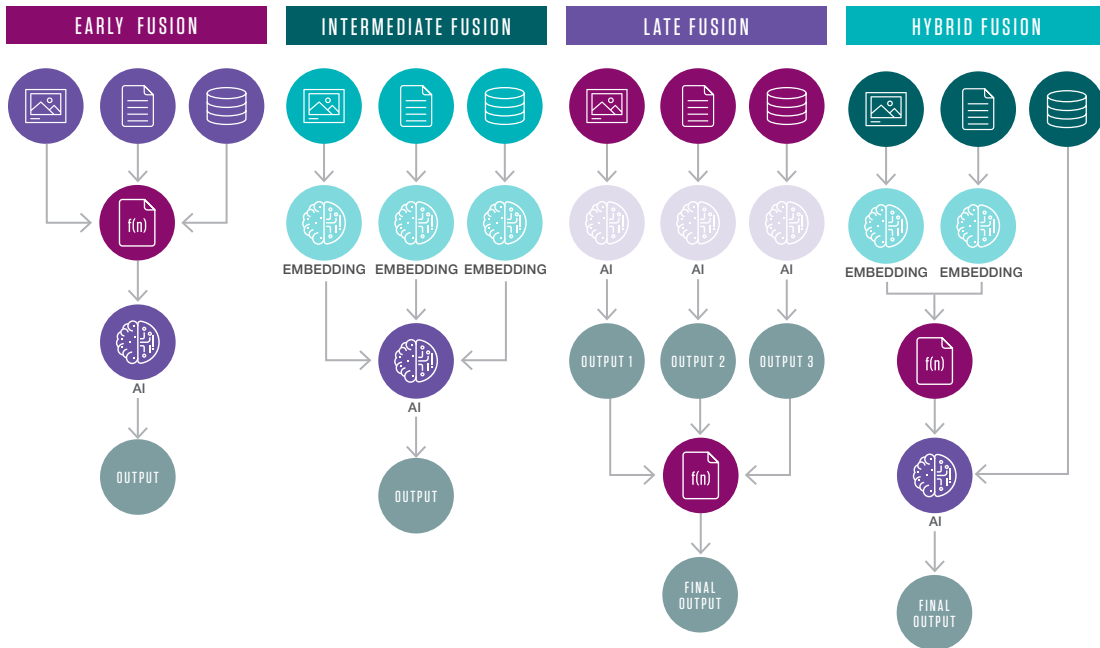 EARLY FUSION
INTERMEDIATE FUSION
LATE FUSION
HYBRID FUSION
f(n)
EMBEDDING
EMBEDDING
EMBEDDING
AI
AI
AI
EMBEDDING
EMBEDDING
AI
OUTPUT 1
OUTPUT 2
OUTPUT 3
f(n)
AI
OUTPUT
OUTPUT
f(n)
AI
FINAL
OUTPUT
FINAL
OUTPUT